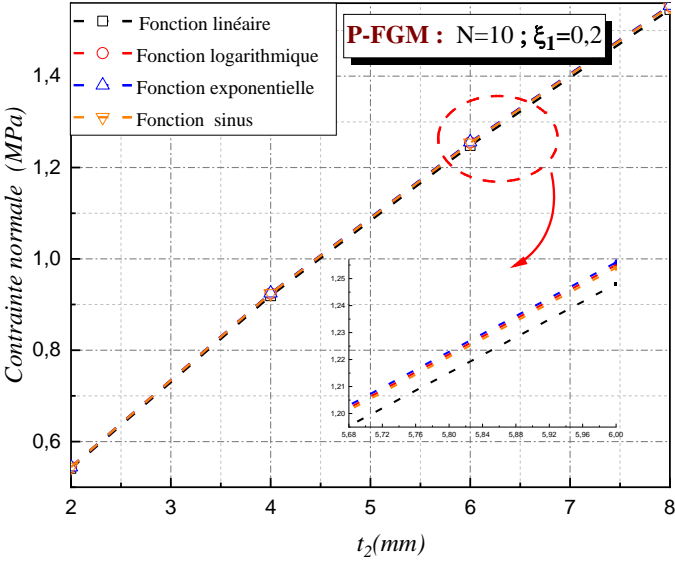 Fonction linéaire
Fonction logarithmique
Fonction exponentielle
Fonction sinus
P-FGM : N=10 ; ξ1=0,2
1,4
1,2
1,0
0,8
0,6
Contrainte normale (MPa)
1,25
1,24
1,23
1,22
1,21
1,20
5,68 5,72 5,76 5,80 5,84 5,88 5,92 5,96 6,00
2 3 4 5 6 7 8
t2(mm)